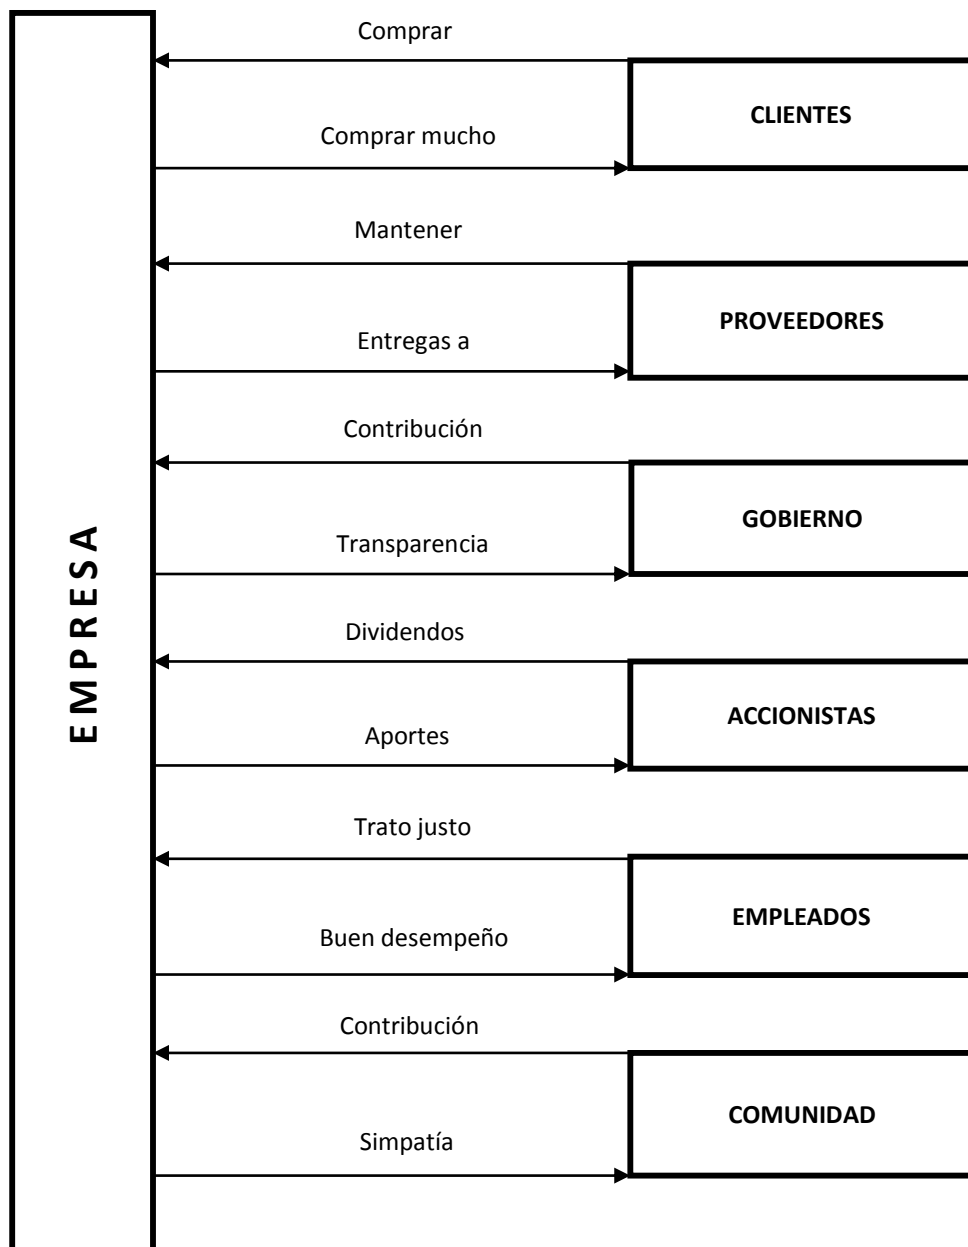 Comprar
CLIENTES
Comprar mucho
Mantener
PROVEEDORES
Entregas a
Contribución
GOBIERNO
Transparencia
EMPRESA
Dividendos
ACCIONISTAS
Aportes
Trato justo
EMPLEADOS
Buen desempeño
Contribución
COMUNIDAD
Simpatía